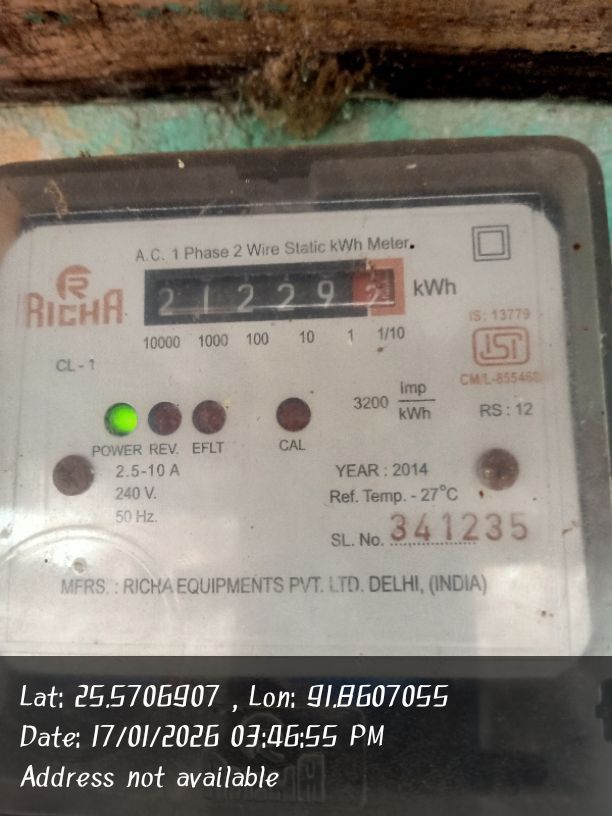 A.C. 1 Phase 2 Wire Static kWh Meter.
RICHA
2 1 2 2 9 2 kWh
10000 1000 100 10 1 1/10
IS : 13779
ISI
CM/L-855468
CL - 1
3200 imp/kWh
RS : 12
POWER REV. EFLT CAL
2.5-10 A
240 V.
50 Hz.
YEAR : 2014
Ref. Temp. - 27°C
SL. No. 341235
MFRS. : RICHA EQUIPMENTS PVT. LTD. DELHI, (INDIA)
Lat: 25.5706907 , Lon: 91.8607055
Date: 17/01/2026 03:46:55 PM
Address not available